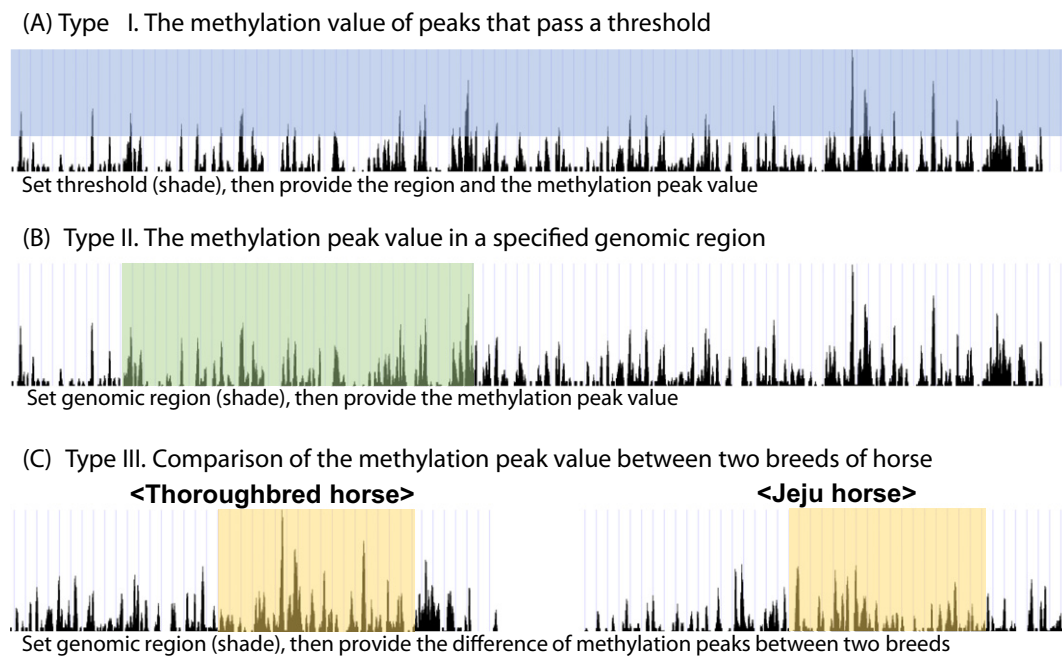 (A) Type I. The methylation value of peaks that pass a threshold
Set threshold (shade), then provide the region and the methylation peak value
(B) Type II. The methylation peak value in a specified genomic region
Set genomic region (shade), then provide the methylation peak value
(C) Type III. Comparison of the methylation peak value between two breeds of horse
<Thoroughbred horse> <Jeju horse>
Set genomic region (shade), then provide the difference of methylation peaks between two breeds